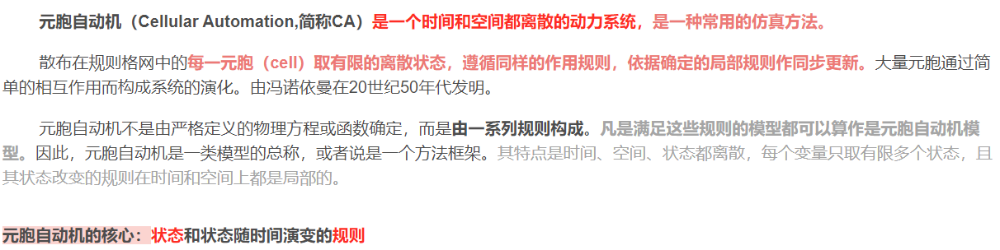 元胞自动机（Cellular Automation,简称CA）是一个时间和空间都离散的动力系统，是一种常用的仿真方法。
散布在规则格网中的每一元胞（cell）取有限的离散状态，遵循同样的作用规则，依据确定的局部规则作同步更新。大量元胞通过简
单的相互作用而构成系统的演化。由冯诺依曼在20世纪50年代发明。
元胞自动机不是由严格定义的物理方程或函数确定，而是由一系列规则构成。凡是满足这些规则的模型都可以算作是元胞自动机模
型。因此，元胞自动机是一类模型的总称，或者说是一个方法框架。其特点是时间、空间、状态都离散，每个变量只取有限多个状态，且
其状态改变的规则在时间和空间上都是局部的。
元胞自动机的核心：状态和状态随时间演变的规则